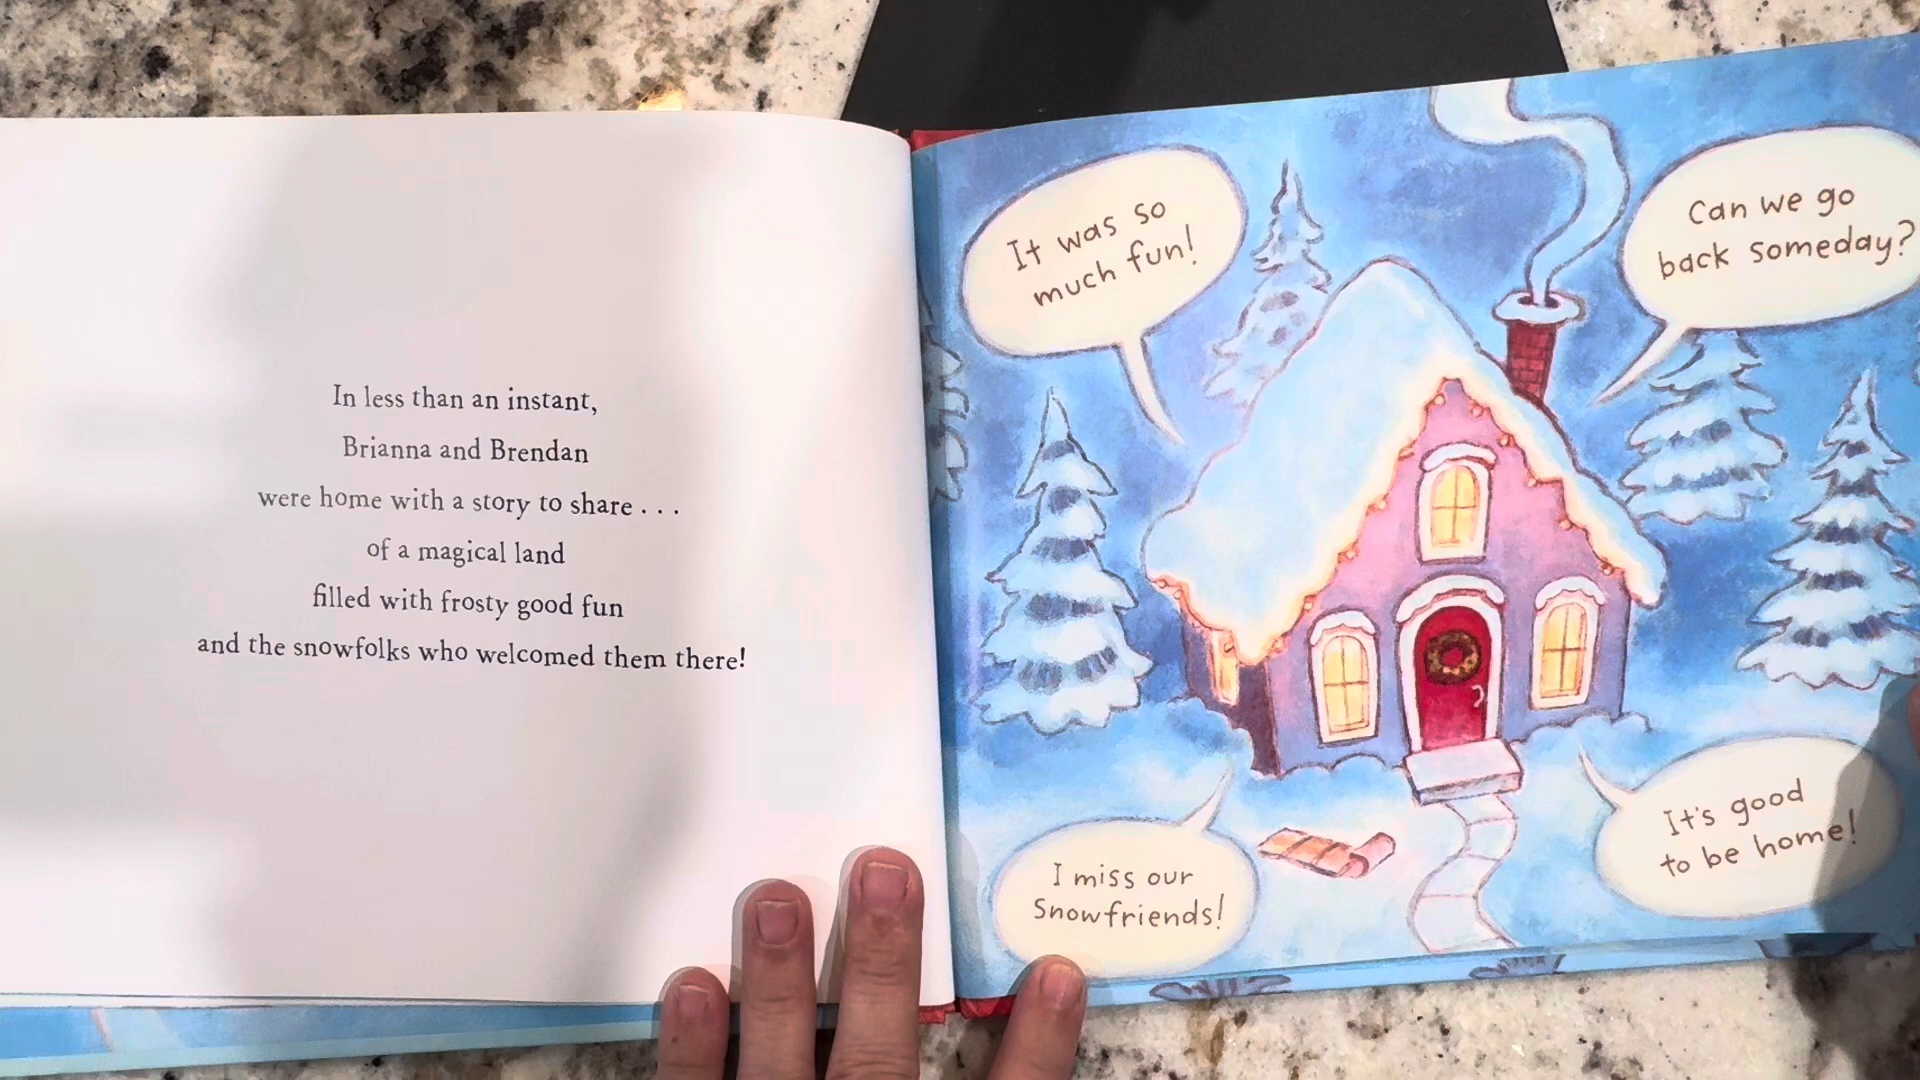 In less than an instant,
Brianna and Brendan
were home with a story to share . . .
of a magical land
filled with frosty good fun
and the snowfolks who welcomed them there!
It was so
much fun!
Can we go
back someday?
I miss our
Snowfriends!
It's good
to be home!